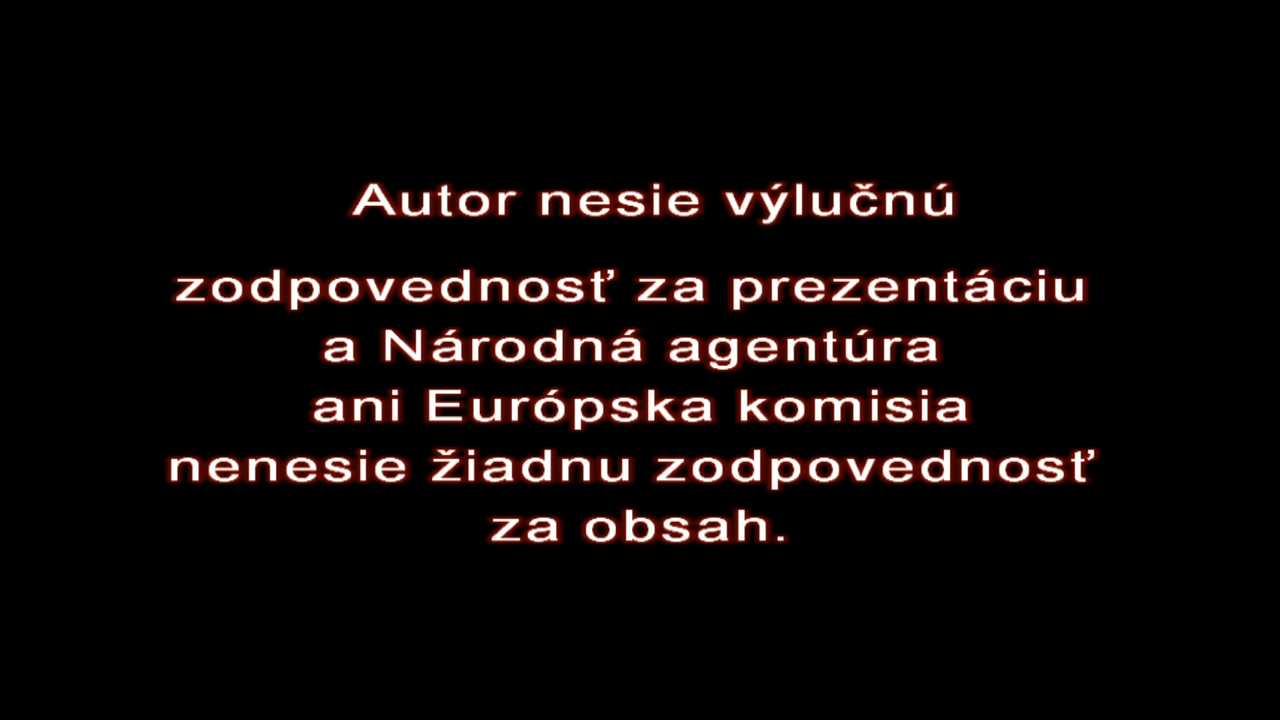 Autor nesie výlučnú
zodpovednosť za prezentáciu
a Národná agentúra
ani Európska komisia
nenesie žiadnu zodpovednosť
za obsah.